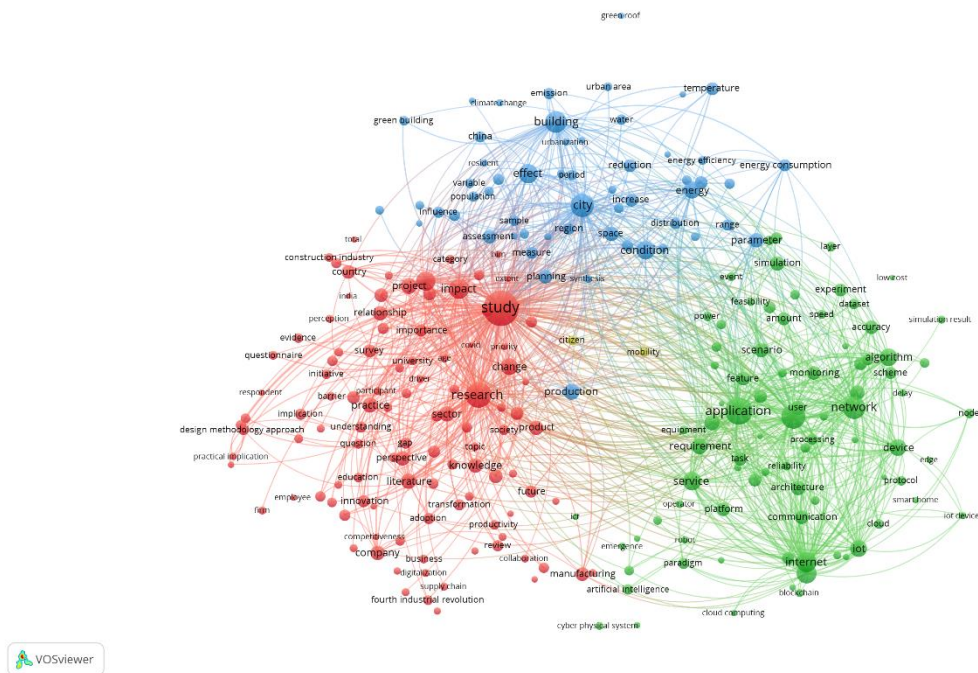 green roof
emission
urban area
temperature
climate change
green building
building
water
china
urbanization
resident
effect
period
reduction
energy efficiency
energy consumption
variable
population
energy
influence
city
increase
sample
distribution
range
assessment
region
space
total
measure
condition
parameter
layer
construction industry
category
country
planning
synthesis
simulation
extent
event
low cost
india
project
impact
experiment
study
feasibility
dataset
relationship
power
amount
speed
simulation result
perception
importance
accuracy
evidence
citizen
survey
covid
priority
mobility
scenario
questionnaire
university
algorithm
initiative
driver
change
feature
monitoring
scheme
respondent
barrier
participant
research
production
delay
practice
application
user
network
implication
sector
node
design methodology approach
understanding
society
product
equipment
processing
question
gap
topic
requirement
device
practical implication
perspective
knowledge
task
reliability
edge
education
literature
service
architecture
protocol
employee
innovation
transformation
future
smart home
firm
adoption
icr
operator
platform
communication
cloud
iot device
competitiveness
productivity
company
review
emergence
robot
iot
business
collaboration
paradigm
internet
digitalization
manufacturing
supply chain
artificial intelligence
blockchain
fourth industrial revolution
cloud computing
cyber physical system
VOSviewer